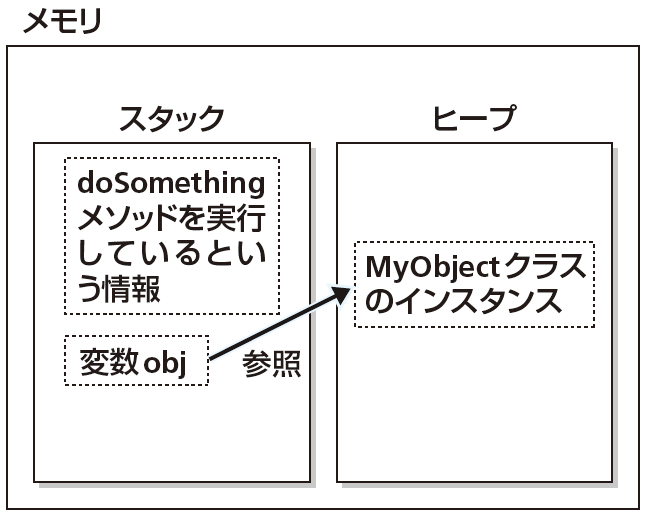 メモリ
スタック
ヒープ
doSomething
メソッドを実行
しているとい
う情報
MyObjectクラス
のインスタンス
変数obj
参照